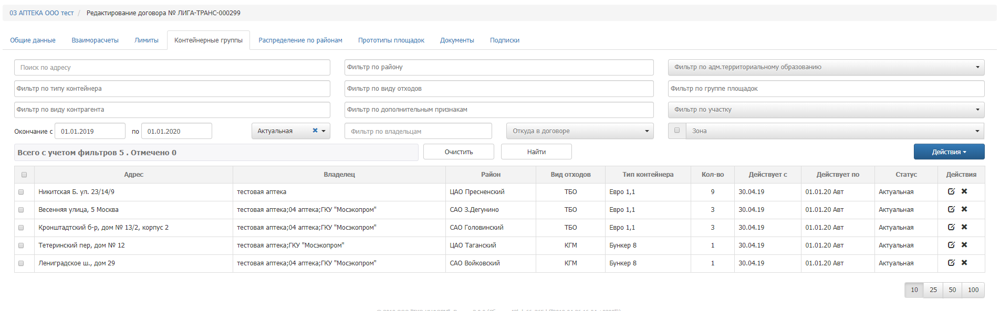 03 АПТЕКА ООО тест / Редактирование договора № ЛИГА-ТРАНС-000299
Общие данные Взаиморасчеты Лимиты Контейнерные группы Распределение по районам Прототипы площадок Документы Подписки
Поиск по адресу Фильтр по району Фильтр по адм.территориальному образованию
Фильтр по типу контейнера Фильтр по виду отходов Фильтр по группе площадок
Фильтр по виду контрагента Фильтр по дополнительным признакам Фильтр по участку
Окончание с 01.01.2019 по 01.01.2020 Актуальная Фильтр по владельцам Откуда в договоре Зона
Всего с учетом фильтров 5 . Отмечено 0 Очистить Найти Действия
Адрес Владелец Район Вид отходов Тип контейнера Кол-во Действует с Действует по Статус Действия
Никитская Б. ул. 23/14/9 тестовая аптека ЦАО Пресненский ТБО Евро 1,1 9 30.04.19 01.01.20 Авт Актуальная
Весенняя улица, 5 Москва тестовая аптека;04 аптека;ГКУ "Мосэкопром" САО З.Дегунино ТБО Евро 1,1 3 30.04.19 01.01.20 Авт Актуальная
Кронштадтский б-р, дом № 13/2, корпус 2 тестовая аптека;04 аптека;ГКУ "Мосэкопром" САО Головинский ТБО Евро 1,1 3 30.04.19 01.01.20 Авт Актуальная
Тетеринский пер, дом № 12 тестовая аптека;ГКУ "Мосэкопром" ЦАО Таганский КГМ Бункер 8 1 30.04.19 01.01.20 Авт Актуальная
Лениградское ш., дом 29 тестовая аптека;04 аптека;ГКУ "Мосэкопром" САО Войковский КГМ Бункер 8 1 30.04.19 01.01.20 Авт Актуальная
10 25 50 100